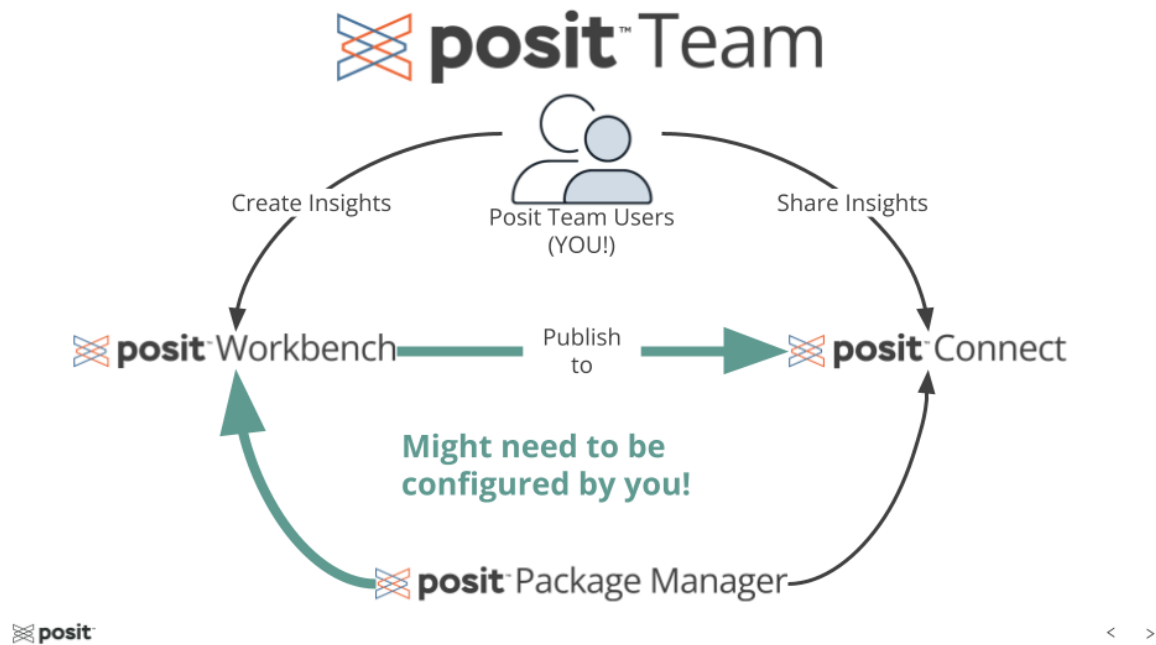 posit™ Team
Create Insights
Share Insights
Posit Team Users
(YOU!)
posit™ Workbench
Publish
to
posit™ Connect
Might need to be
configured by you!
posit™ Package Manager
posit™
< >